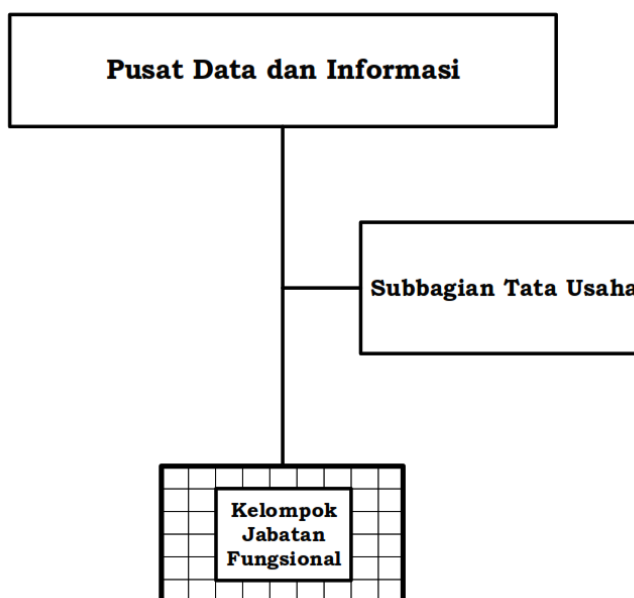 Pusat Data dan Informasi
Subbagian Tata Usaha
Kelompok
Jabatan
Fungsional